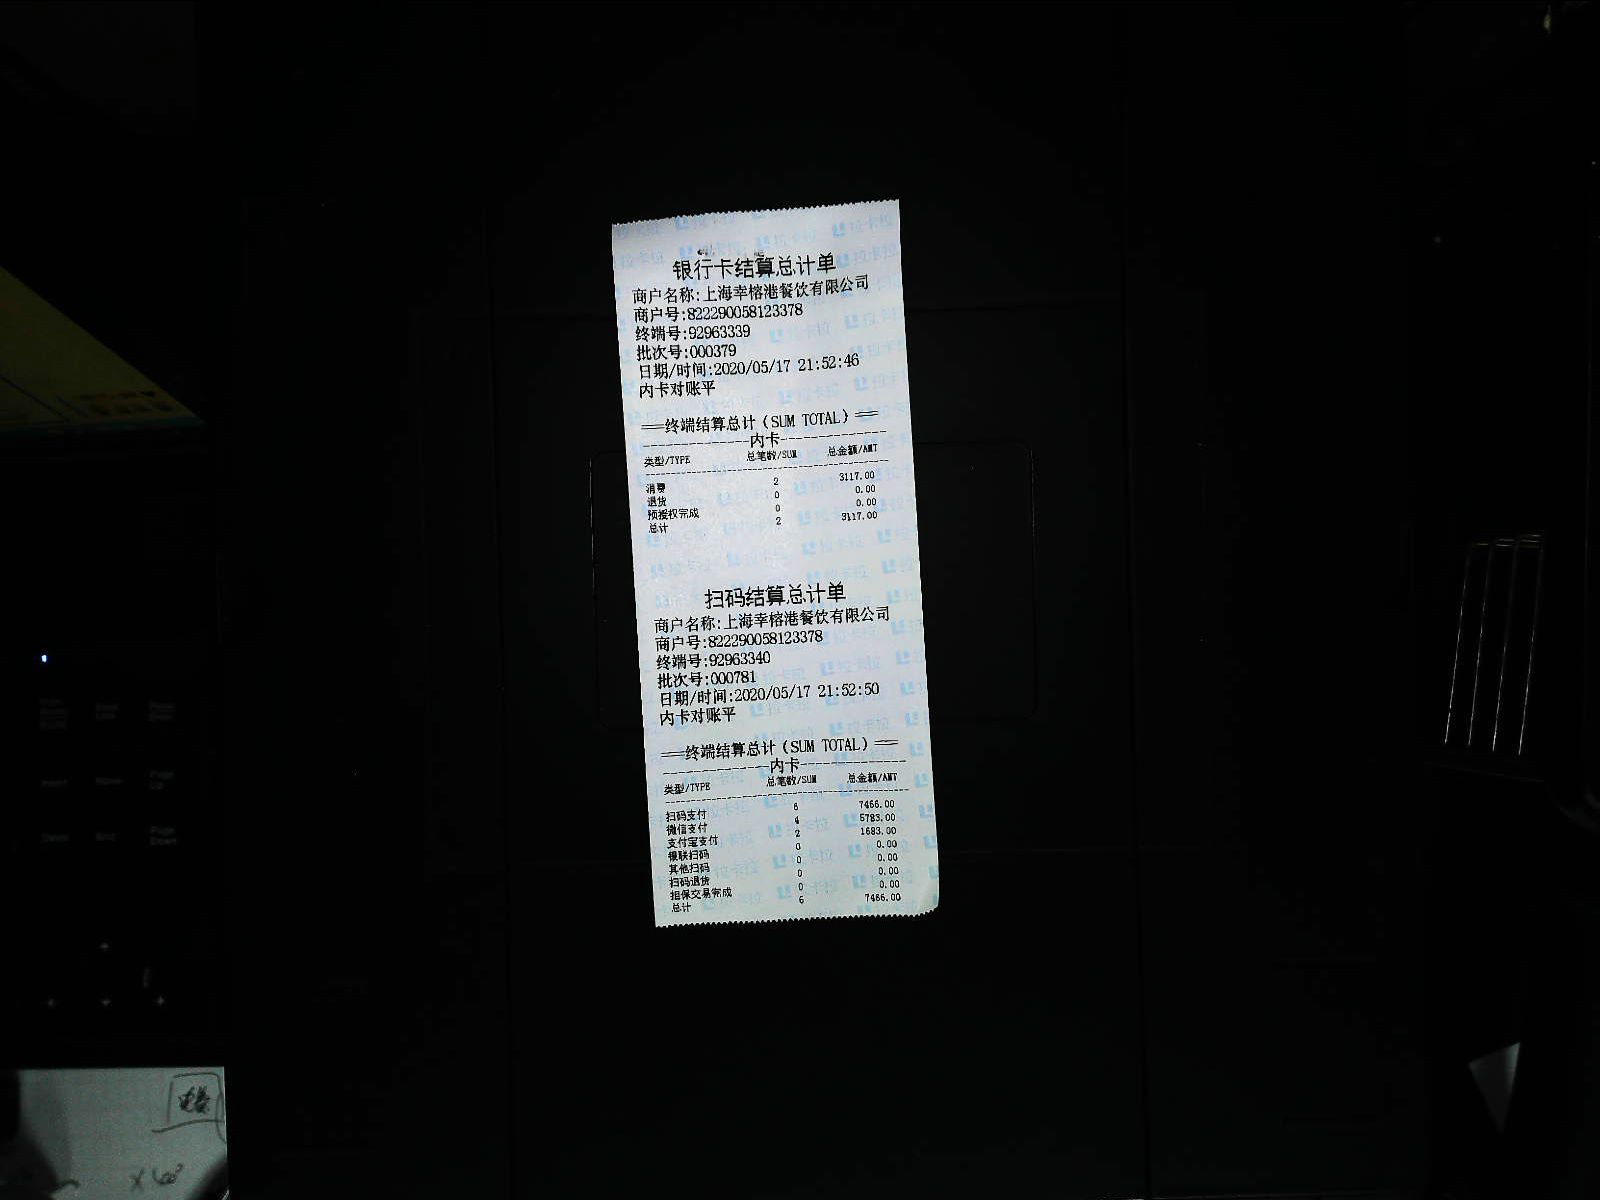 银行卡结算总计单
商户名称:上海幸榕港餐饮有限公司
商户号:822290058123378
终端号:92963339
批次号:000379
日期/时间:2020/05/17 21:52:46
内卡对账平
==终端结算总计(SUM TOTAL)==
---------------内卡---------------
类型/TYPE 总笔数/SUM 总金额/AMT
消费 2 3117.00
退货 0 0.00
预授权完成 0 0.00
总计 2 3117.00
扫码结算总计单
商户名称:上海幸榕港餐饮有限公司
商户号:822290058123378
终端号:92963340
批次号:000781
日期/时间:2020/05/17 21:52:50
内卡对账平
==终端结算总计(SUM TOTAL)==
---------------内卡---------------
类型/TYPE 总笔数/SUM 总金额/AMT
扫码支付 6 7466.00
微信支付 4 5783.00
支付宝支付 2 1683.00
银联扫码 0 0.00
其他扫码 0 0.00
扫码退货 0 0.00
担保交易完成 0 0.00
总计 6 7466.00